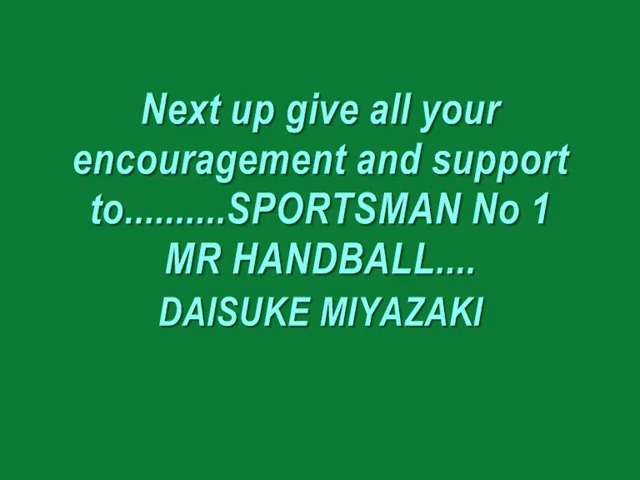 Next up give all your
encouragement and support
to..........SPORTSMAN No 1
MR HANDBALL....
DAISUKE MIYAZAKI